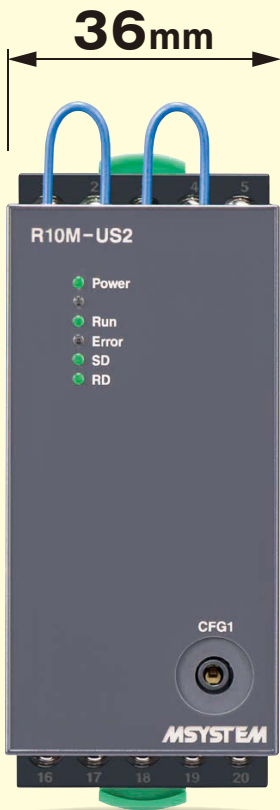 36mm
2 4 5
R10M-US2
Power
Run
Error
SD
RD
CFG1
MSYSTEM
16 17 18 19 20